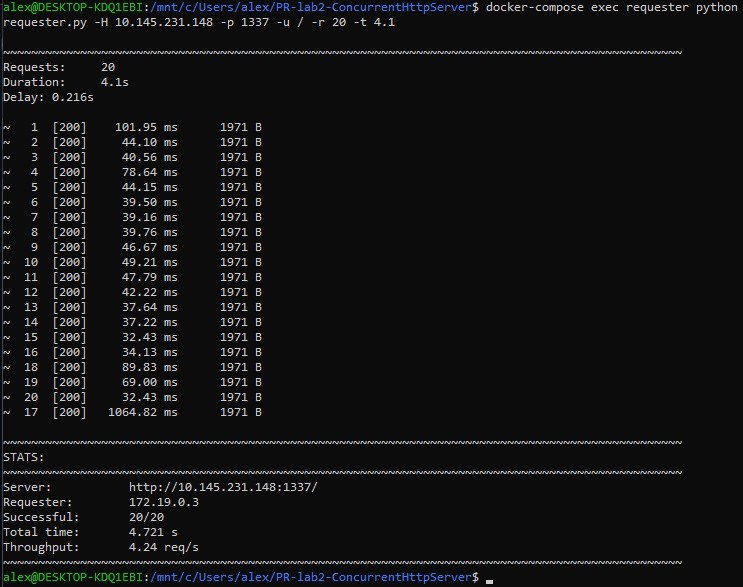 alex@DESKTOP-KDQ1EBI:/mnt/c/Users/alex/PR-lab2-ConcurrentHttpServer$ docker-compose exec requester python
requester.py -H 10.145.231.148 -p 1337 -u / -r 20 -t 4.1
~~~~~~~~~~~~~~~~~~~~~~~~~~~~~~~~~~~~~~~~~~~~~~~~~~~~~~~~~~~~~~~~~~~~~~~~~~~~~~~~~~~~~~~~~~~~~~~~~
Requests:     20
Duration:     4.1s
Delay: 0.216s
~   1  [200]    101.95 ms      1971 B
~   2  [200]     44.10 ms      1971 B
~   3  [200]     40.56 ms      1971 B
~   4  [200]     78.64 ms      1971 B
~   5  [200]     44.15 ms      1971 B
~   6  [200]     39.50 ms      1971 B
~   7  [200]     39.16 ms      1971 B
~   8  [200]     39.76 ms      1971 B
~   9  [200]     46.67 ms      1971 B
~  10  [200]     49.21 ms      1971 B
~  11  [200]     47.79 ms      1971 B
~  12  [200]     42.22 ms      1971 B
~  13  [200]     37.64 ms      1971 B
~  14  [200]     37.22 ms      1971 B
~  15  [200]     32.43 ms      1971 B
~  16  [200]     34.13 ms      1971 B
~  18  [200]     89.83 ms      1971 B
~  19  [200]     69.00 ms      1971 B
~  20  [200]     32.43 ms      1971 B
~  17  [200]   1064.82 ms      1971 B
~~~~~~~~~~~~~~~~~~~~~~~~~~~~~~~~~~~~~~~~~~~~~~~~~~~~~~~~~~~~~~~~~~~~~~~~~~~~~~~~~~~~~~~~~~~~~~~~~
STATS:
~~~~~~~~~~~~~~~~~~~~~~~~~~~~~~~~~~~~~~~~~~~~~~~~~~~~~~~~~~~~~~~~~~~~~~~~~~~~~~~~~~~~~~~~~~~~~~~~~
Server:           http://10.145.231.148:1337/
Requester:        172.19.0.3
Successful:       20/20
Total time:       4.721 s
Throughput:       4.24 req/s
~~~~~~~~~~~~~~~~~~~~~~~~~~~~~~~~~~~~~~~~~~~~~~~~~~~~~~~~~~~~~~~~~~~~~~~~~~~~~~~~~~~~~~~~~~~~~~~~~
alex@DESKTOP-KDQ1EBI:/mnt/c/Users/alex/PR-lab2-ConcurrentHttpServer$